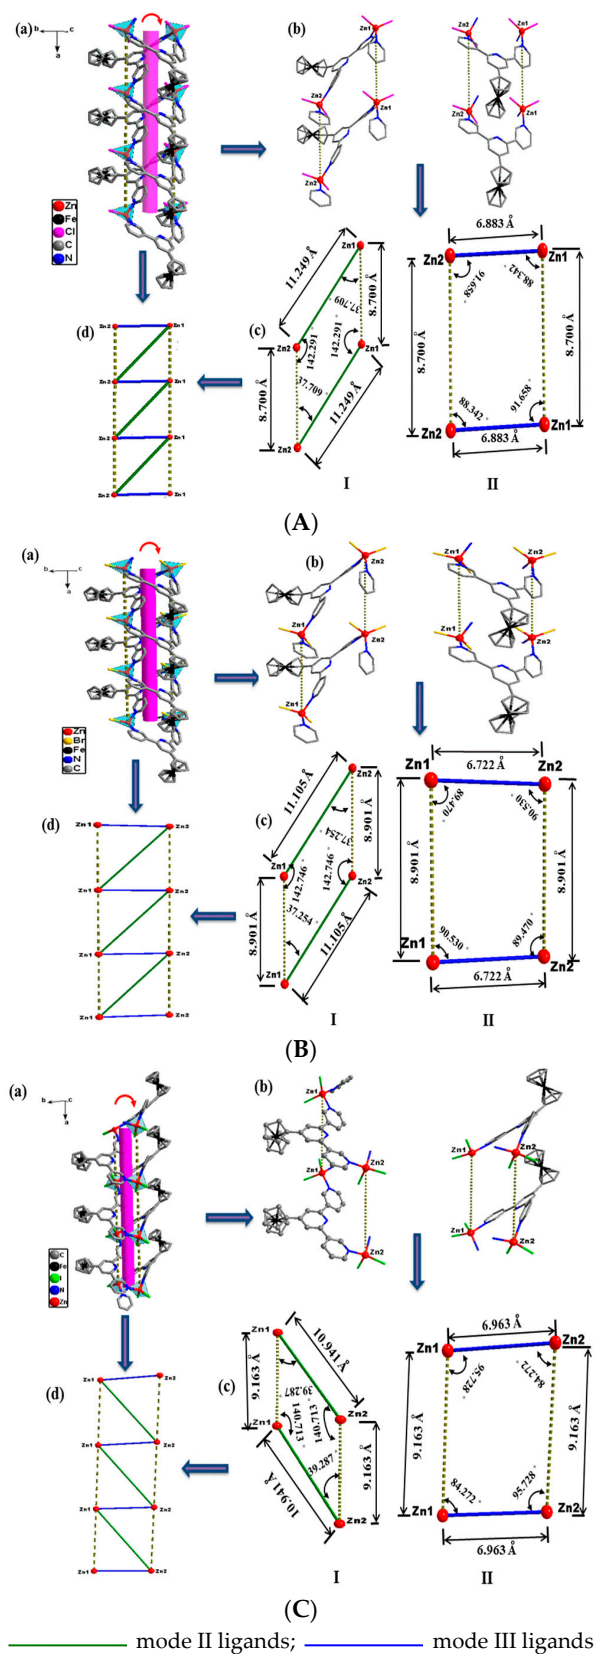 (a)
b
c
a
(b)
Zn2
Zn1
Zn2
Zn1
Zn2
Zn2
Zn1
Zn2
Zn1
Zn
Fe
Cl
C
N
(d)
Zn2
Zn1
Zn2
Zn1
Zn2
Zn1
Zn2
Zn1
(c)
Zn1
11.249 Å
37.709 °
8.700 Å
142.291 °
142.291 °
Zn2
Zn1
8.700 Å
37.709 °
11.249 Å
Zn2
I
6.883 Å
Zn2
Zn1
91.658 °
88.342 °
8.700 Å
8.700 Å
88.342 °
91.658 °
Zn2
Zn1
6.883 Å
II
(A)
(a)
b
c
a
(b)
Zn2
Zn1
Zn2
Zn1
Zn1
Zn2
Zn1
Zn2
Zn
Br
Fe
N
C
(d)
Zn1
Zn2
Zn1
Zn2
Zn1
Zn2
Zn1
Zn2
(c)
Zn2
11.105 Å
37.254 °
8.901 Å
Zn1
142.746 °
142.746 °
Zn2
8.901 Å
37.254 °
11.105 Å
Zn1
I
6.722 Å
Zn1
Zn2
89.470 °
90.530 °
8.901 Å
8.901 Å
90.530 °
89.470 °
Zn1
Zn2
6.722 Å
II
(B)
(a)
b
c
a
(b)
Zn1
Zn1
Zn2
Zn2
Zn1
Zn2
Zn1
Zn2
C
Fe
I
N
Zn
(d)
Zn1
Zn2
Zn1
Zn2
Zn1
Zn2
Zn1
Zn2
(c)
Zn1
10.941 Å
9.163 Å
39.287 °
Zn1
140.713 °
140.713 °
Zn2
39.287 °
9.163 Å
10.941 Å
Zn2
I
6.963 Å
Zn1
Zn2
95.728 °
84.272 °
9.163 Å
9.163 Å
84.272 °
95.728 °
Zn1
Zn2
6.963 Å
II
(C)
mode II ligands; mode III ligands